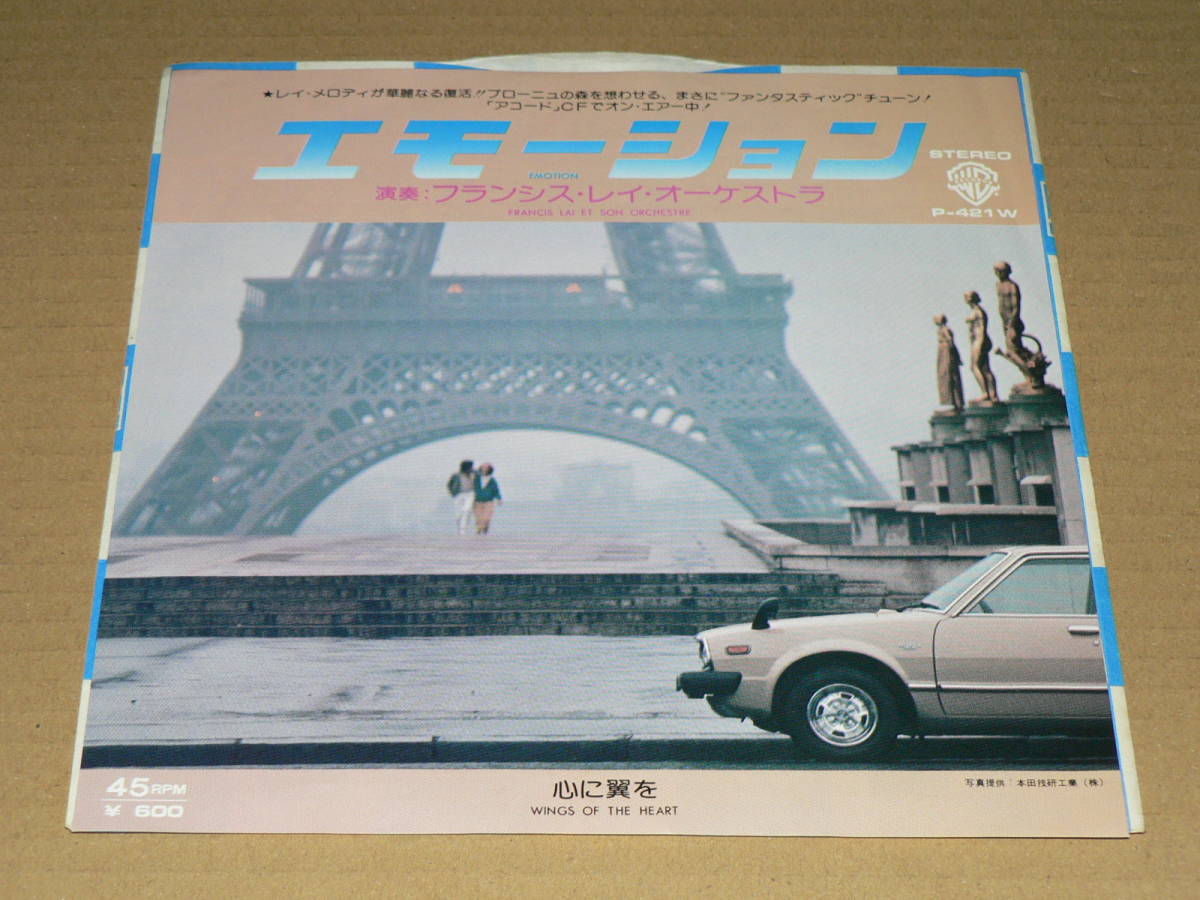 ★レイ・メロディが華麗なる復活!!ブローニュの森を想わせる、まさに"ファンタスティック"チューン!
「アコード」CFでオン・エアー中!
エモーション
EMOTION
演奏:フランシス・レイ・オーケストラ
FRANCIS LAI ET SON ORCHESTRE
STEREO
P-421W
45RPM
¥ 600
心に翼を
WINGS OF THE HEART
写真提供:本田技研工業(株)